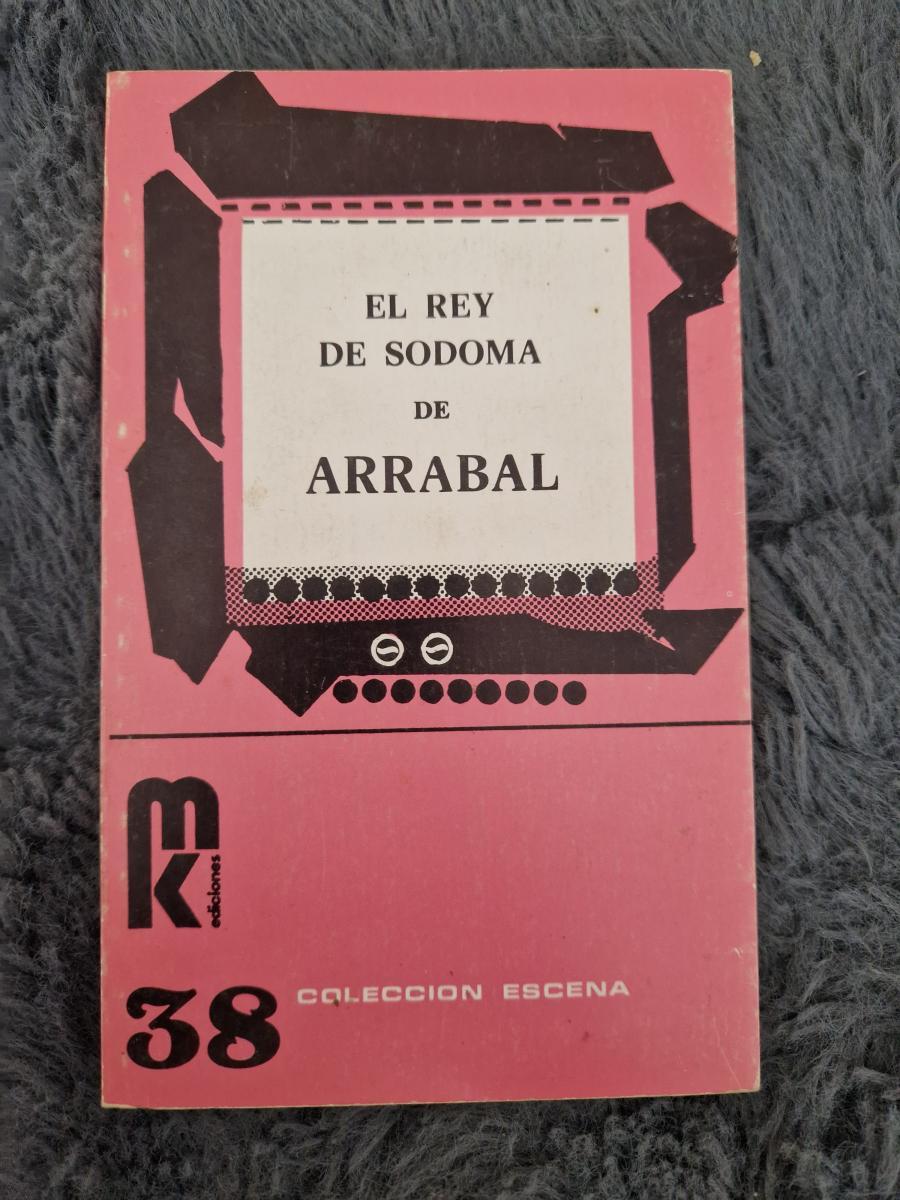 EL REY
DE SODOMA
DE
ARRABAL
mk
ediciones
38 COLECCION ESCENA